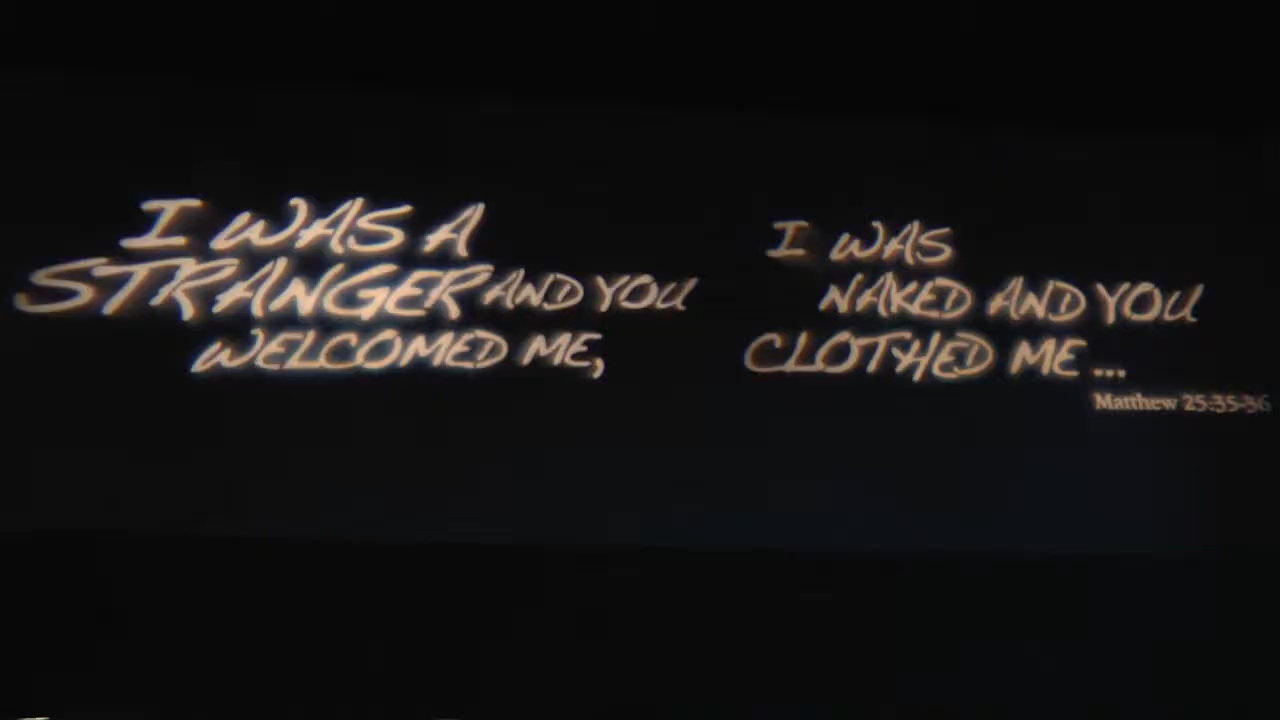 I WAS A
STRANGER AND YOU
WELCOMED ME,
I WAS
NAKED AND YOU
CLOTHED ME ...
Matthew 25:35-36